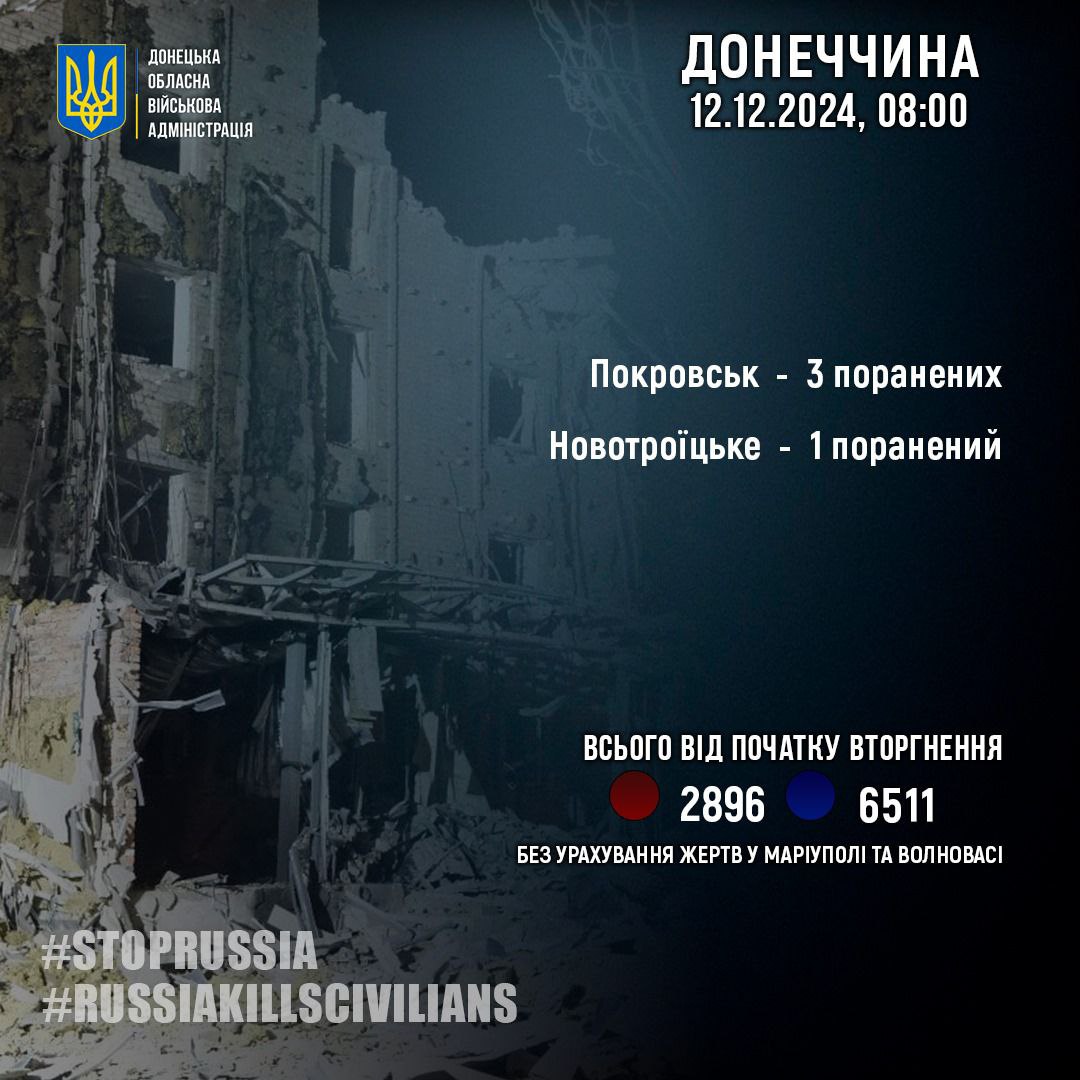 ДОНЕЦЬКА
ОБЛАСНА
ВІЙСЬКОВА
АДМІНІСТРАЦІЯ
ДОНЕЧЧИНА
12.12.2024, 08:00
Покровськ - 3 поранених
Новотроїцьке - 1 поранений
ВСЬОГО ВІД ПОЧАТКУ ВТОРГНЕННЯ
2896 6511
БЕЗ УРАХУВАННЯ ЖЕРТВ У МАРІУПОЛІ ТА ВОЛНОВАСІ
#STOPRUSSIA
#RUSSIAKILLSCIVILIANS